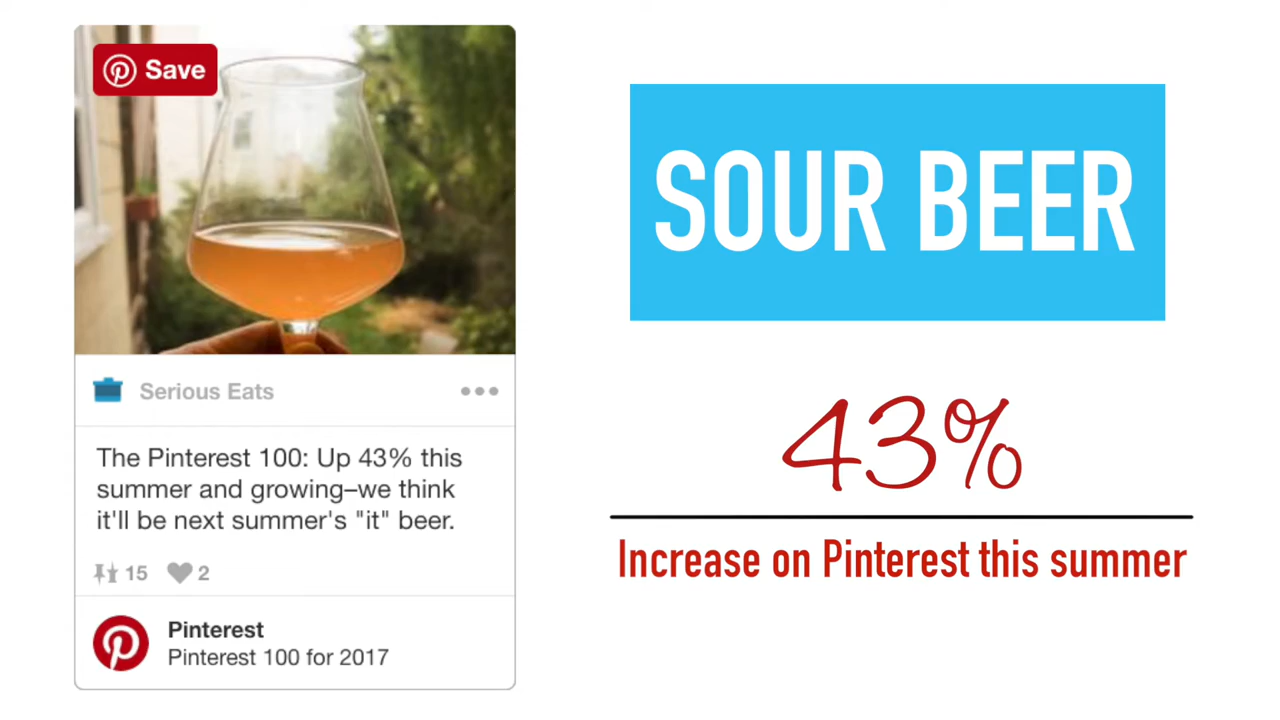 Save
Serious Eats
The Pinterest 100: Up 43% this
summer and growing–we think
it'll be next summer's "it" beer.
15 2
Pinterest
Pinterest 100 for 2017
SOUR BEER
43%
Increase on Pinterest this summer